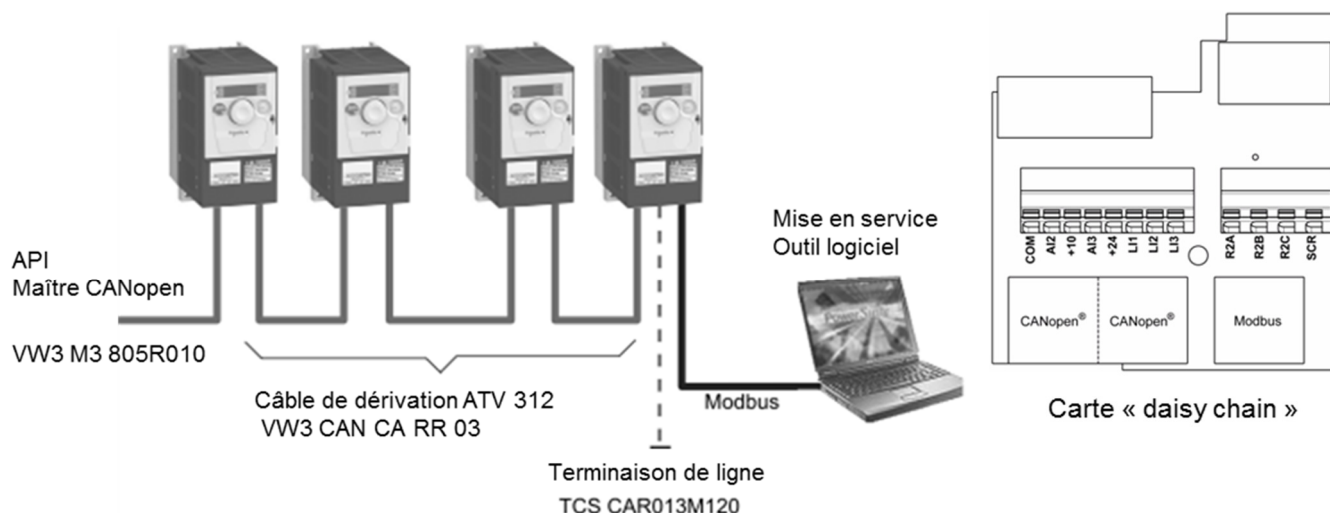 API
Maître CANopen
VW3 M3 805R010
Câble de dérivation ATV 312
VW3 CAN CA RR 03
Mise en service
Outil logiciel
Modbus
Terminaison de ligne
TCS CAR013M120
COM
AI2
+10
AI3
+24
LI1
LI2
LI3
R2A
R2B
R2C
SCR
CANopen®
CANopen®
Modbus
Carte « daisy chain »